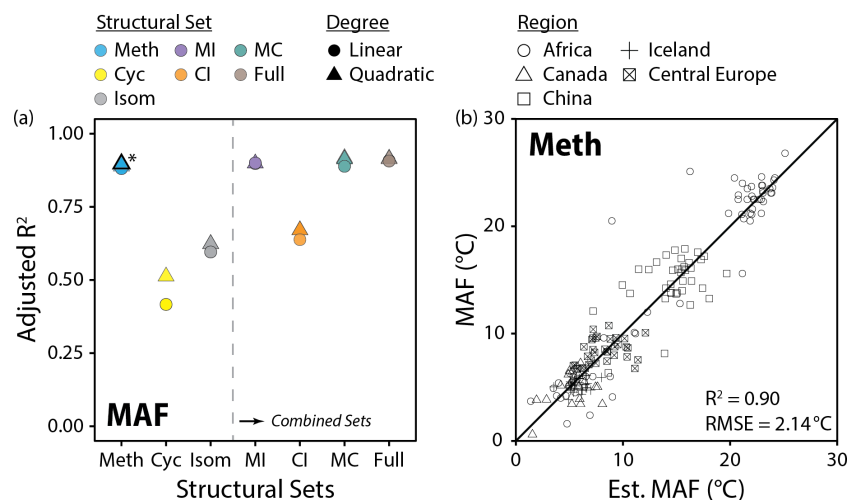 Structural Set
Degree
Region
Meth
MI
MC
Linear
Africa
Iceland
Cyc
CI
Full
Quadratic
Canada
Central Europe
Isom
China
(a)
1.00
0.75
0.50
0.25
0.00
Adjusted R²
*
MAF
Combined Sets
Meth Cyc Isom MI CI MC Full
Structural Sets
(b)
30
20
10
0
MAF (°C)
Meth
R² = 0.90
RMSE = 2.14 °C
0 10 20 30
Est. MAF (°C)